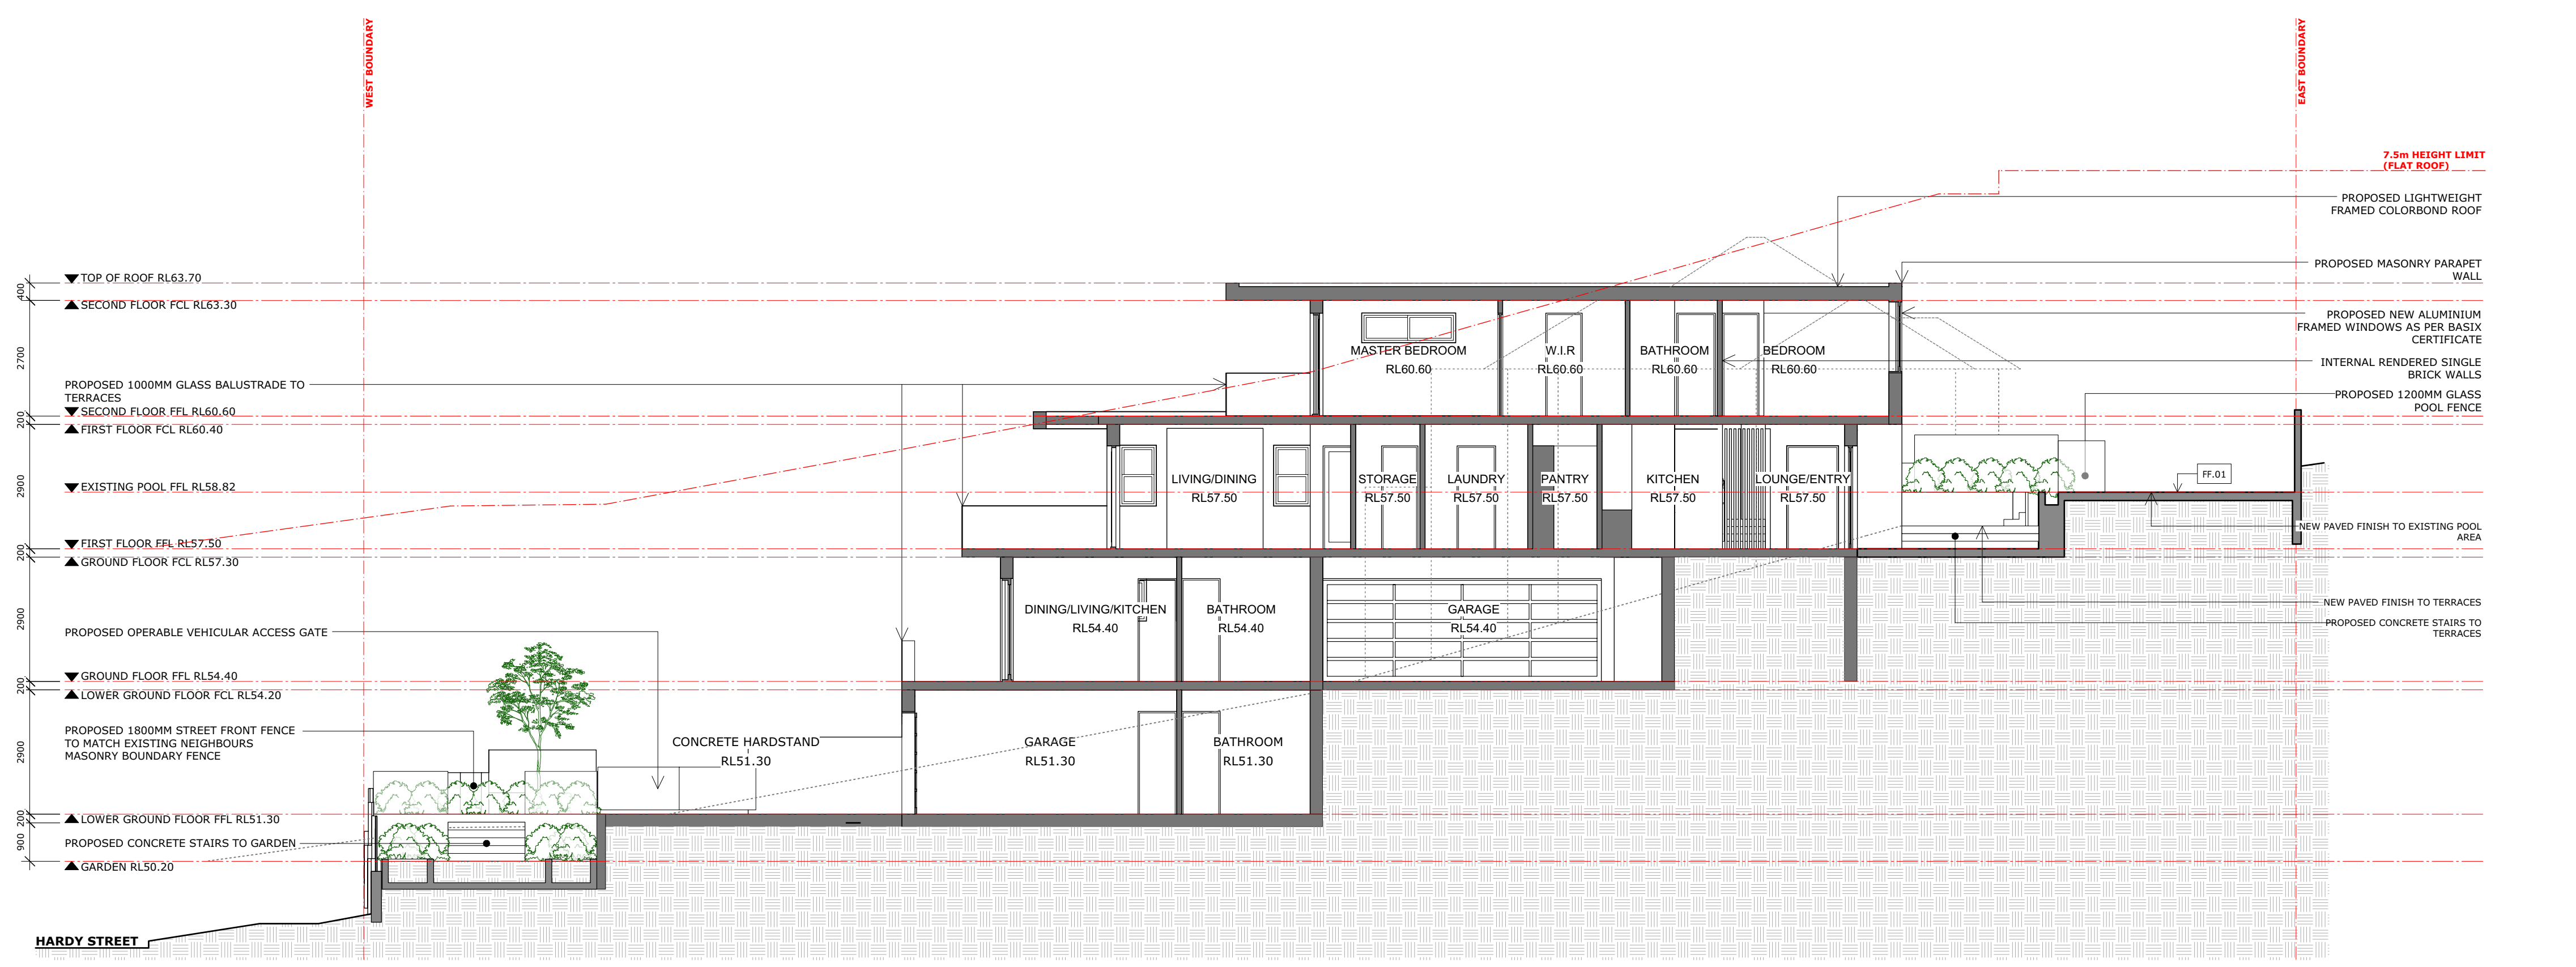 WEST BOUNDARY
EAST BOUNDARY
7.5m HEIGHT LIMIT
(FLAT ROOF)
PROPOSED LIGHTWEIGHT
FRAMED COLORBOND ROOF
PROPOSED MASONRY PARAPET
WALL
PROPOSED NEW ALUMINIUM
FRAMED WINDOWS AS PER BASIX
CERTIFICATE
INTERNAL RENDERED SINGLE
BRICK WALLS
PROPOSED 1200MM GLASS
POOL FENCE
FF.01
NEW PAVED FINISH TO EXISTING POOL
AREA
NEW PAVED FINISH TO TERRACES
PROPOSED CONCRETE STAIRS TO
TERRACES
TOP OF ROOF RL63.70
400
SECOND FLOOR FCL RL63.30
2700
PROPOSED 1000MM GLASS BALUSTRADE TO
TERRACES
SECOND FLOOR FFL RL60.60
200
FIRST FLOOR FCL RL60.40
2900
EXISTING POOL FFL RL58.82
FIRST FLOOR FFL RL57.50
200
GROUND FLOOR FCL RL57.30
2900
PROPOSED OPERABLE VEHICULAR ACCESS GATE
GROUND FLOOR FFL RL54.40
200
LOWER GROUND FLOOR FCL RL54.20
PROPOSED 1800MM STREET FRONT FENCE
TO MATCH EXISTING NEIGHBOURS
MASONRY BOUNDARY FENCE
2900
LOWER GROUND FLOOR FFL RL51.30
200
PROPOSED CONCRETE STAIRS TO GARDEN
900
GARDEN RL50.20
HARDY STREET
MASTER BEDROOM
RL60.60
W.I.R
RL60.60
BATHROOM
RL60.60
BEDROOM
RL60.60
LIVING/DINING
RL57.50
STORAGE
RL57.50
LAUNDRY
RL57.50
PANTRY
RL57.50
KITCHEN
RL57.50
LOUNGE/ENTRY
RL57.50
DINING/LIVING/KITCHEN
RL54.40
BATHROOM
RL54.40
GARAGE
RL54.40
CONCRETE HARDSTAND
RL51.30
GARAGE
RL51.30
BATHROOM
RL51.30